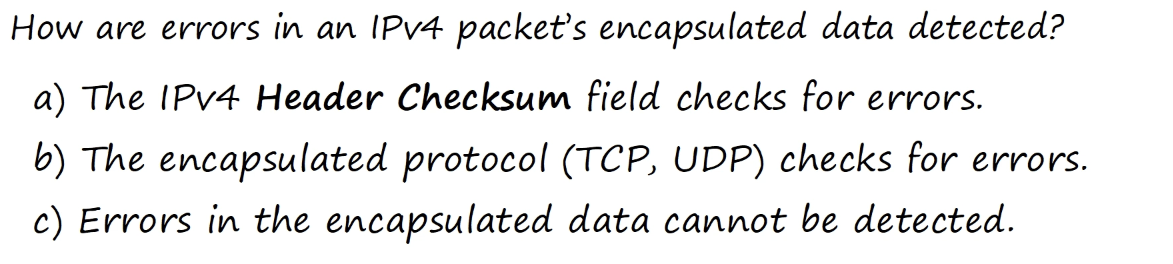 How are errors in an IPv4 packet's encapsulated data detected?
a) The IPv4 Header Checksum field checks for errors.
b) The encapsulated protocol (TCP, UDP) checks for errors.
c) Errors in the encapsulated data cannot be detected.